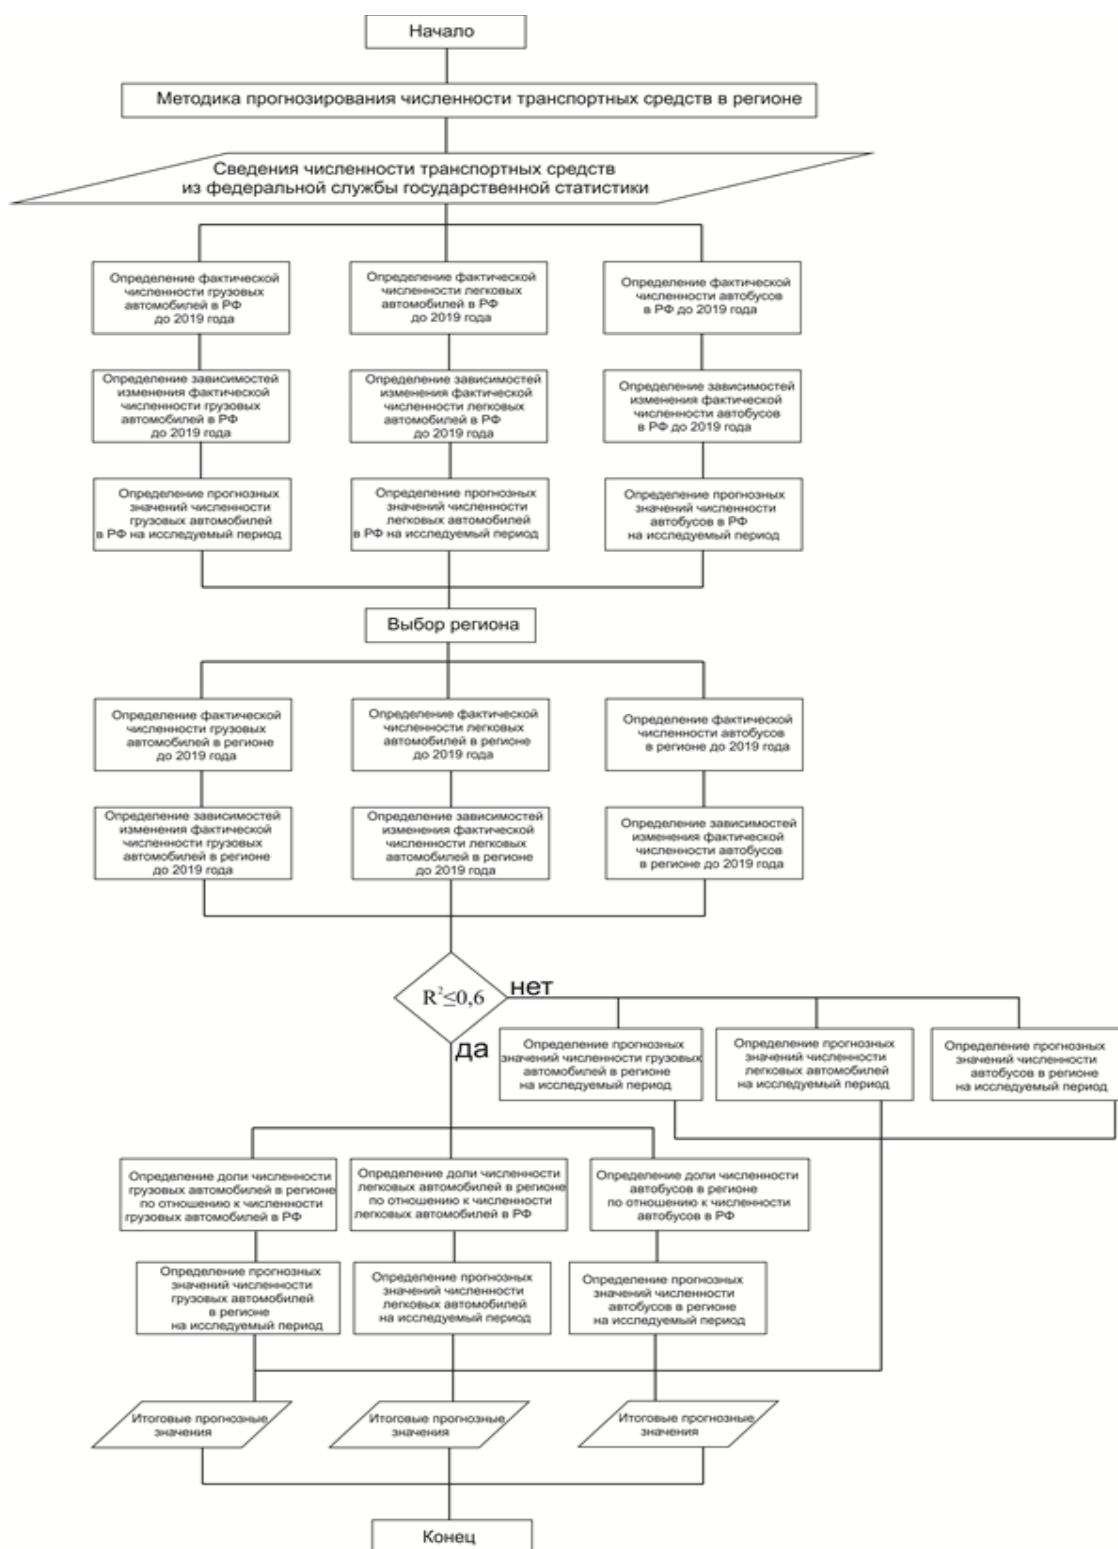 Начало
Методика прогнозирования численности транспортных средств в регионе
Сведения численности транспортных средств
из федеральной службы государственной статистики
Определение фактической
численности грузовых
автомобилей в РФ
до 2019 года
Определение фактической
численности легковых
автомобилей в РФ
до 2019 года
Определение фактической
численности автобусов
в РФ до 2019 года
Определение зависимостей
изменения фактической
численности грузовых
автомобилей в РФ
до 2019 года
Определение зависимостей
изменения фактической
численности легковых
автомобилей в РФ
до 2019 года
Определение зависимостей
изменения фактической
численности автобусов
в РФ до 2019 года
Определение прогнозных
значений численности
грузовых автомобилей
в РФ на исследуемый период
Определение прогнозных
значений численности
легковых автомобилей
в РФ на исследуемый период
Определение прогнозных
значений численности
автобусов в РФ
на исследуемый период
Выбор региона
Определение фактической
численности грузовых
автомобилей в регионе
до 2019 года
Определение фактической
численности легковых
автомобилей в регионе
до 2019 года
Определение фактической
численности автобусов
в регионе до 2019 года
Определение зависимостей
изменения фактической
численности грузовых
автомобилей в регионе
до 2019 года
Определение зависимостей
изменения фактической
численности легковых
автомобилей в регионе
до 2019 года
Определение зависимостей
изменения фактической
численности автобусов
в регионе до 2019 года
R²≤0,6
нет
да
Определение прогнозных
значений численности грузовых
автомобилей в регионе
на исследуемый период
Определение прогнозных
значений численности
легковых автомобилей
на исследуемый период
Определение прогнозных
значений численности
автобусов в регионе
на исследуемый период
Определение доли численности
грузовых автомобилей в регионе
по отношению к численности
грузовых автомобилей в РФ
Определение доли численности
легковых автомобилей в регионе
по отношению к численности
легковых автомобилей в РФ
Определение доли численности
автобусов в регионе
по отношению к численности
автобусов в РФ
Определение прогнозных
значений численности
грузовых автомобилей
в регионе
на исследуемый период
Определение прогнозных
значений численности
легковых автомобилей
на исследуемый период
Определение прогнозных
значений численности
автобусов в регионе
на исследуемый период
Итоговые прогнозные
значения
Итоговые прогнозные
значения
Итоговые прогнозные
значения
Конец